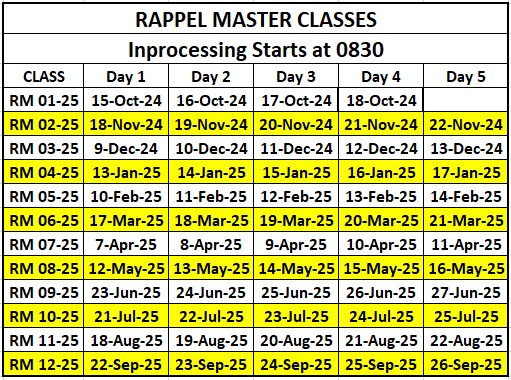 RAPPEL MASTER CLASSES
Inprocessing Starts at 0830
CLASS Day 1 Day 2 Day 3 Day 4 Day 5
RM 01-25 15-Oct-24 16-Oct-24 17-Oct-24 18-Oct-24
RM 02-25 18-Nov-24 19-Nov-24 20-Nov-24 21-Nov-24 22-Nov-24
RM 03-25 9-Dec-24 10-Dec-24 11-Dec-24 12-Dec-24 13-Dec-24
RM 04-25 13-Jan-25 14-Jan-25 15-Jan-25 16-Jan-25 17-Jan-25
RM 05-25 10-Feb-25 11-Feb-25 12-Feb-25 13-Feb-25 14-Feb-25
RM 06-25 17-Mar-25 18-Mar-25 19-Mar-25 20-Mar-25 21-Mar-25
RM 07-25 7-Apr-25 8-Apr-25 9-Apr-25 10-Apr-25 11-Apr-25
RM 08-25 12-May-25 13-May-25 14-May-25 15-May-25 16-May-25
RM 09-25 23-Jun-25 24-Jun-25 25-Jun-25 26-Jun-25 27-Jun-25
RM 10-25 21-Jul-25 22-Jul-25 23-Jul-25 24-Jul-25 25-Jul-25
RM 11-25 18-Aug-25 19-Aug-25 20-Aug-25 21-Aug-25 22-Aug-25
RM 12-25 22-Sep-25 23-Sep-25 24-Sep-25 25-Sep-25 26-Sep-25